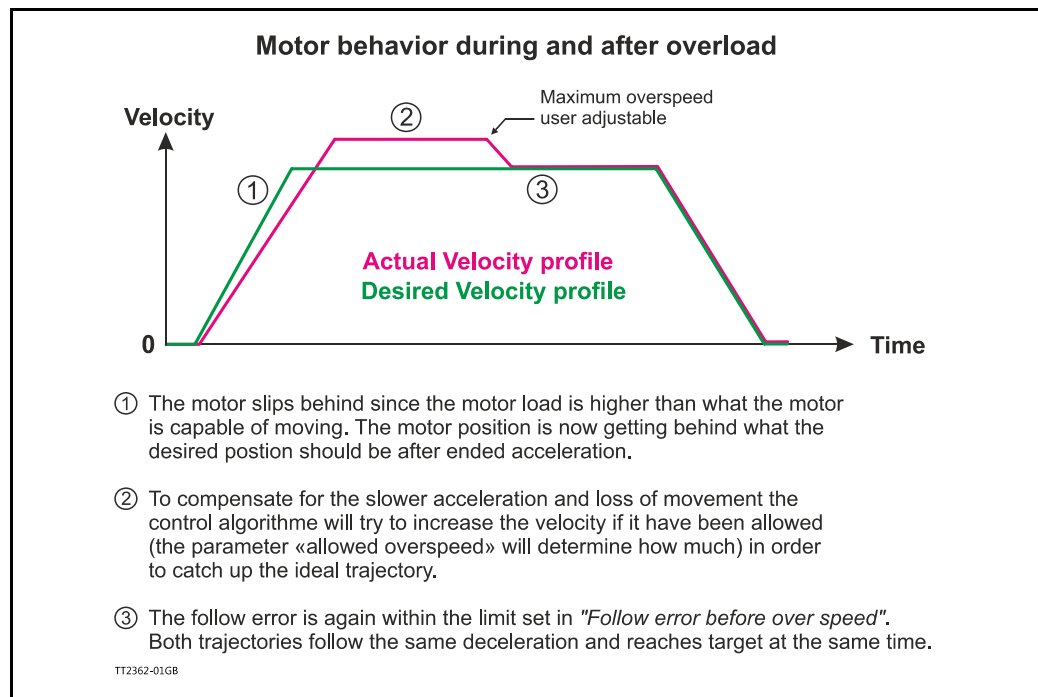 Motor behavior during and after overload
Maximum overspeed
user adjustable
Velocity
②
①
③
Actual Velocity profile
Desired Velocity profile
0
Time
① The motor slips behind since the motor load is higher than what the motor
is capable of moving. The motor position is now getting behind what the
desired postion should be after ended acceleration.
② To compensate for the slower acceleration and loss of movement the
control algorithme will try to increase the velocity if it have been allowed
(the parameter «allowed overspeed» will determine how much) in order
to catch up the ideal trajectory.
③ The follow error is again within the limit set in "Follow error before over speed".
Both trajectories follow the same deceleration and reaches target at the same time.
TT2362-01GB